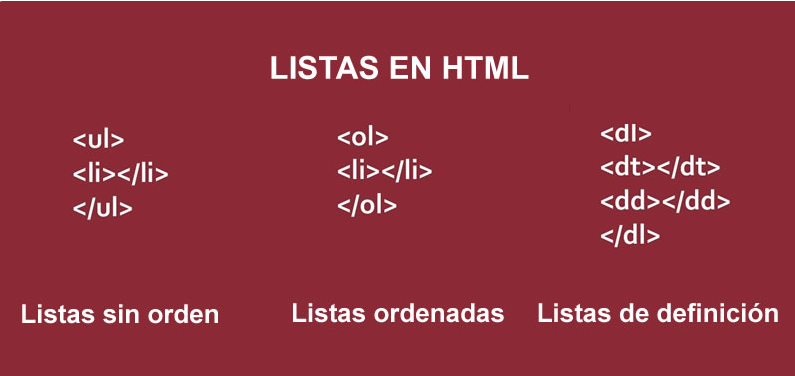 LISTAS EN HTML
<ul>
<li></li>
</ul>
Listas sin orden
<ol>
<li></li>
</ol>
Listas ordenadas
<dl>
<dt></dt>
<dd></dd>
</dl>
Listas de definición